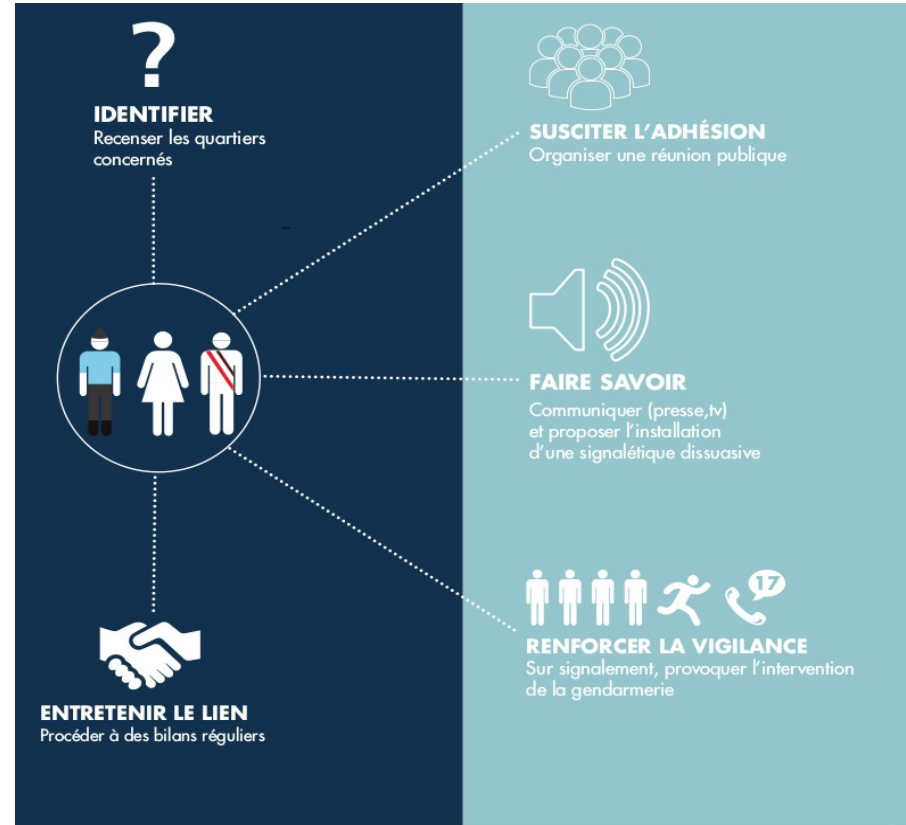 ?
IDENTIFIER
Recenser les quartiers
concernés
SUSCITER L'ADHÉSION
Organiser une réunion publique
FAIRE SAVOIR
Communiquer (presse,tv)
et proposer l'installation
d'une signalétique dissuasive
17
RENFORCER LA VIGILANCE
Sur signalement, provoquer l'intervention
de la gendarmerie
ENTRETENIR LE LIEN
Procéder à des bilans réguliers